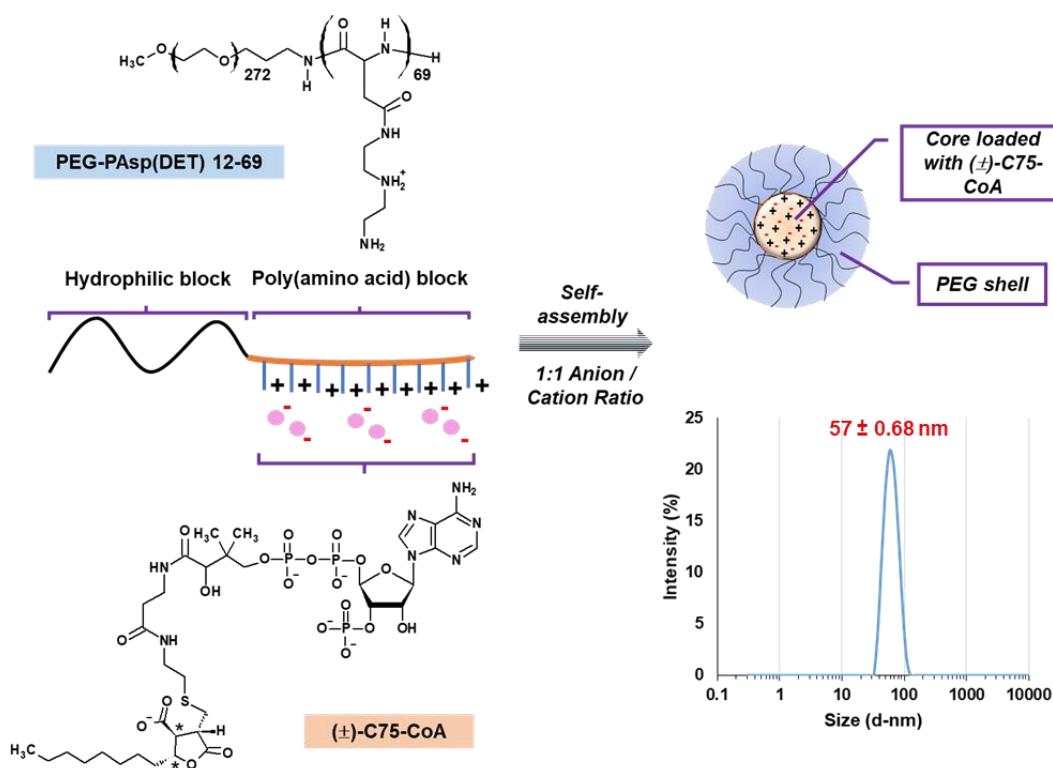 H₃C O O 272 N H O H N H 69
O
NH
NH₂⁺
NH₂
PEG-PAsp(DET) 12-69
Core loaded
with (±)-C75-
CoA
PEG shell
Hydrophilic block
Poly(amino acid) block
+ + + + + + + + +
- - - - - -
Self-
assembly
1:1 Anion /
Cation Ratio
57 ± 0.68 nm
Intensity (%)
25
20
15
10
5
0
0.1 1 10 100 1000 10000
Size (d-nm)
NH₂
N N N N
O H₃C CH₃ O O
NH OH O P O P O O
O⁻ O⁻
O
O NH
O
O⁻ P O OH
O⁻
S
O
O⁻ * H
H₃C * O O
(±)-C75-CoA